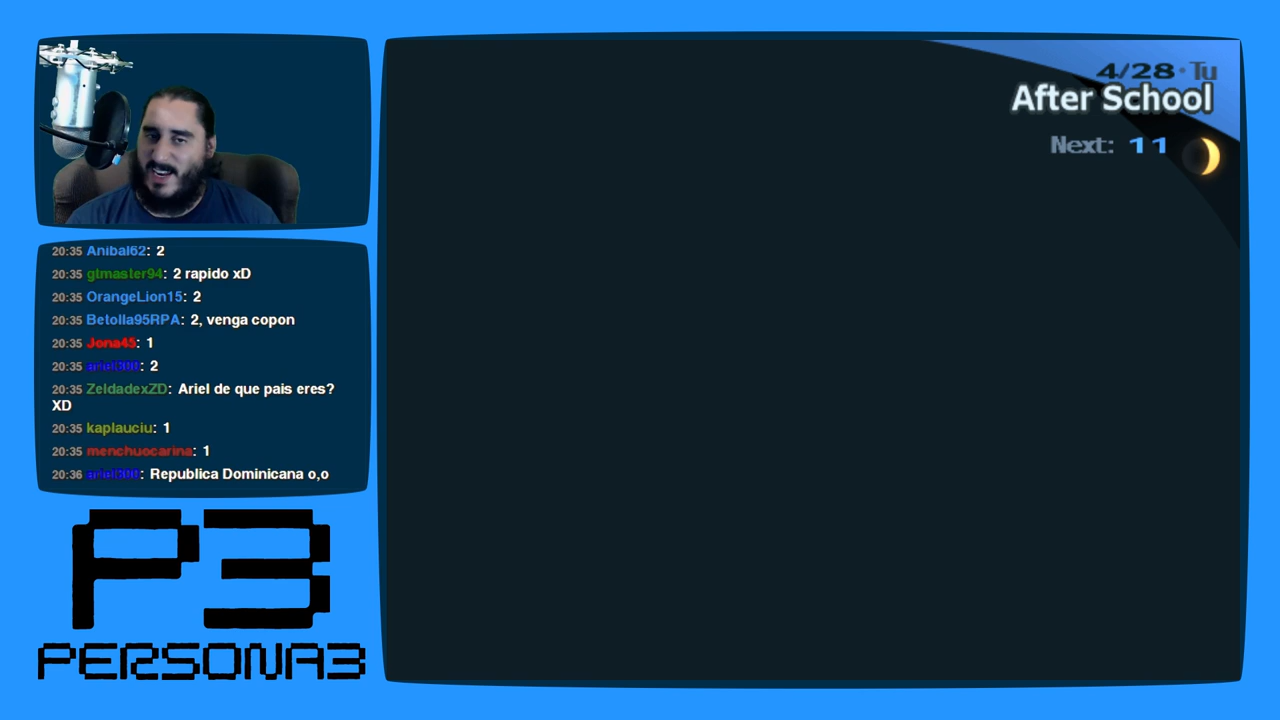 4/28・Tu
After School
Next: 11
20:35 Anibal62: 2
20:35 gtmaster94: 2 rapido xD
20:35 OrangeLion15: 2
20:35 Betolla95RPA: 2, venga copon
20:35 Jona45: 1
20:35 ariel300: 2
20:35 ZeldadexZD: Ariel de que pais eres?
XD
20:35 kaplauciu: 1
20:35 menchuocarina: 1
20:36 ariel300: Republica Dominicana o,o
P3
PERSONA3